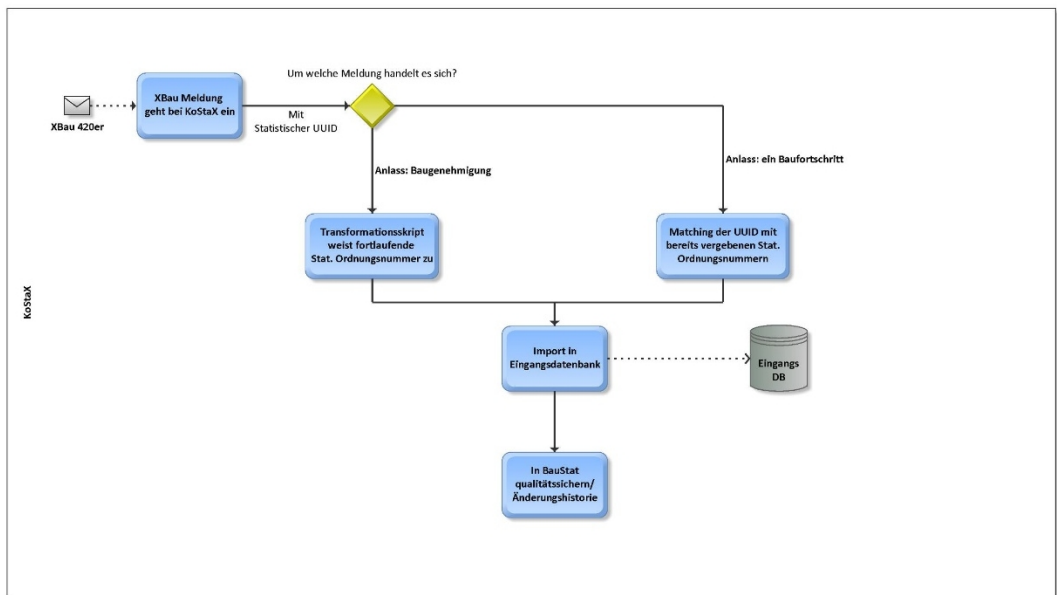 Um welche Meldung handelt es sich?
XBau Meldung
geht bei KoStaX ein
XBau 420er
Mit
Statistischer UUID
Anlass: Baugenehmigung
Anlass: ein Baufortschritt
Transformationsskript
weist fortlaufende
Stat. Ordnungsnummer zu
Matching der UUID mit
bereits vergebenen Stat.
Ordnungsnummern
KoStaX
Import in
Eingangsdatenbank
Eingangs
DB
In BauStat
qualitätssichern/
Änderungshistorie